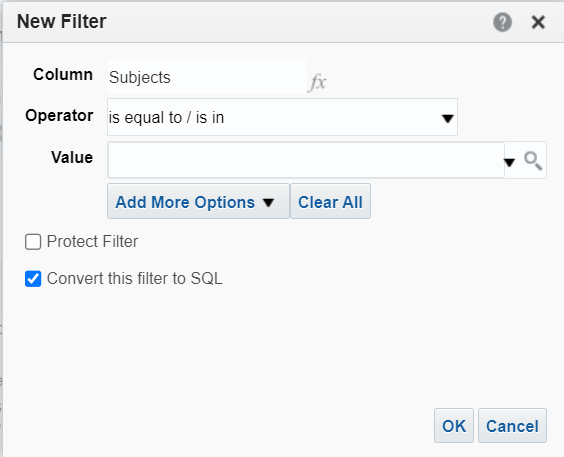 New Filter
Column Subjects fx
Operator is equal to / is in
Value
Add More Options Clear All
Protect Filter
Convert this filter to SQL
OK Cancel